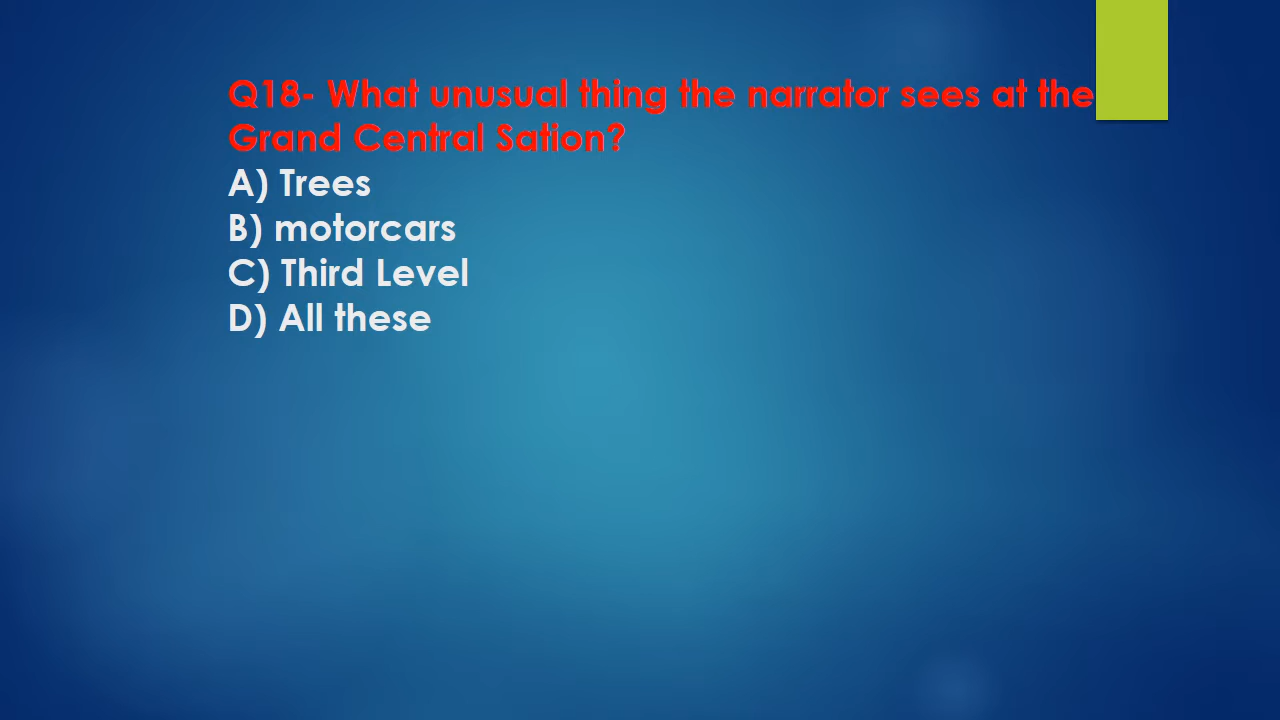 Q18- What unusual thing the narrator sees at the
Grand Central Sation?
A) Trees
B) motorcars
C) Third Level
D) All these